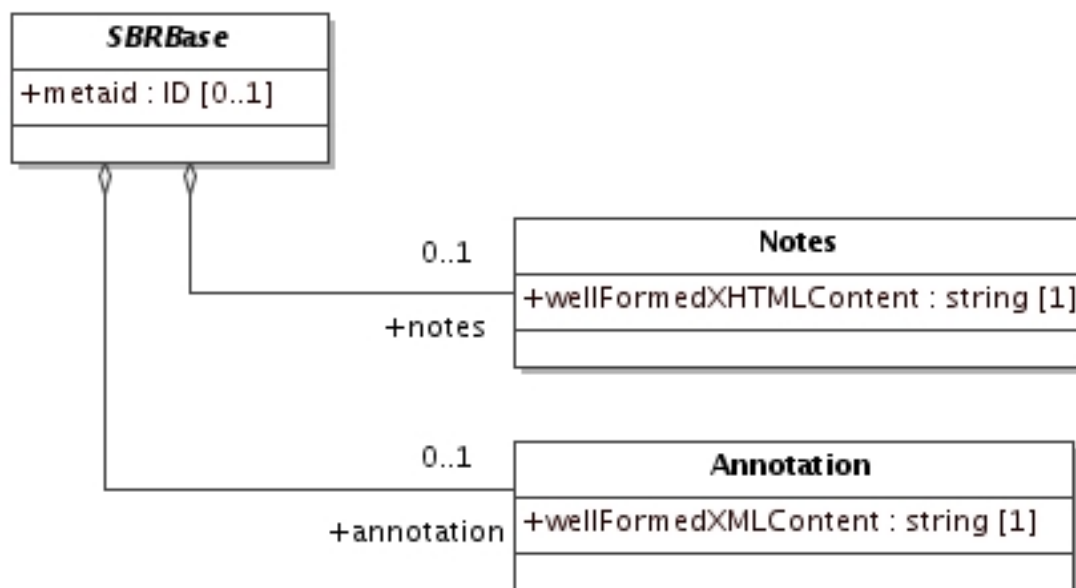 SBRBase
+metaid : ID [0..1]
0..1
Notes
+wellFormedXHTMLContent : string [1]
+notes
0..1
Annotation
+wellFormedXMLContent : string [1]
+annotation